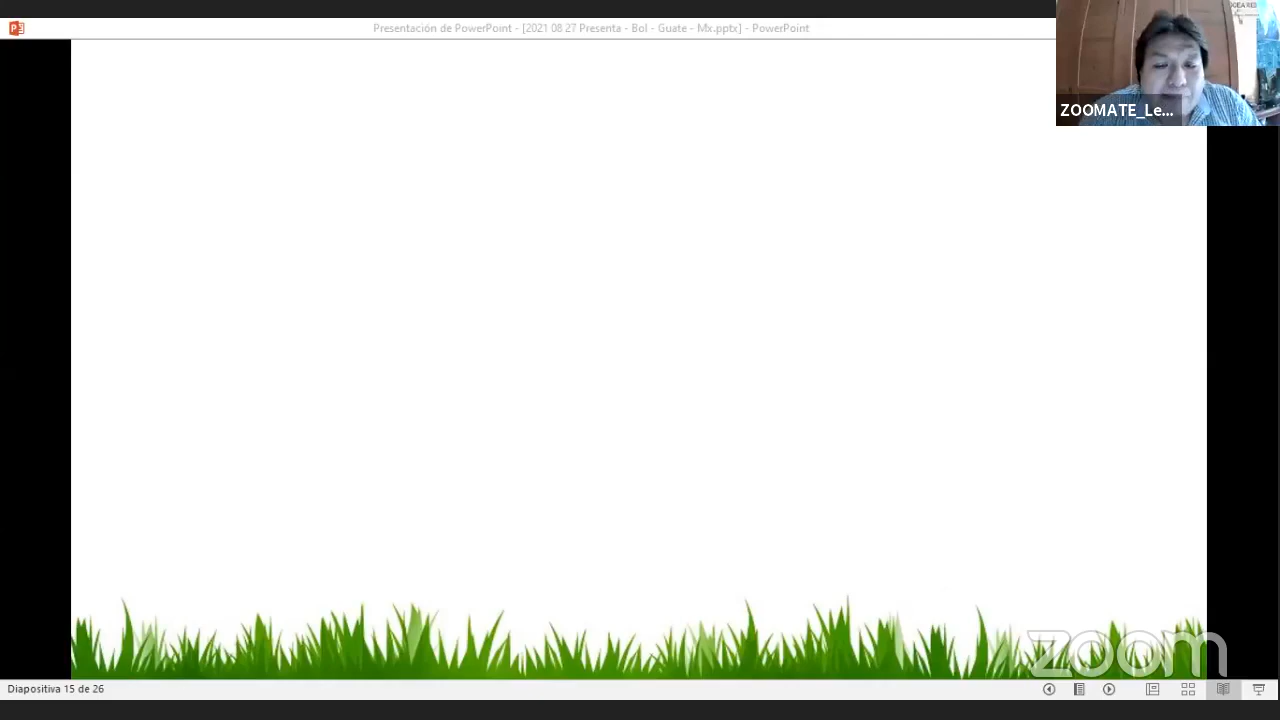 Presentación de PowerPoint - [2021 08 27 Presenta - Bol - Guate - Mx.pptx] - PowerPoint
ZOOMATE_Le...
zoom
Diapositiva 15 de 26